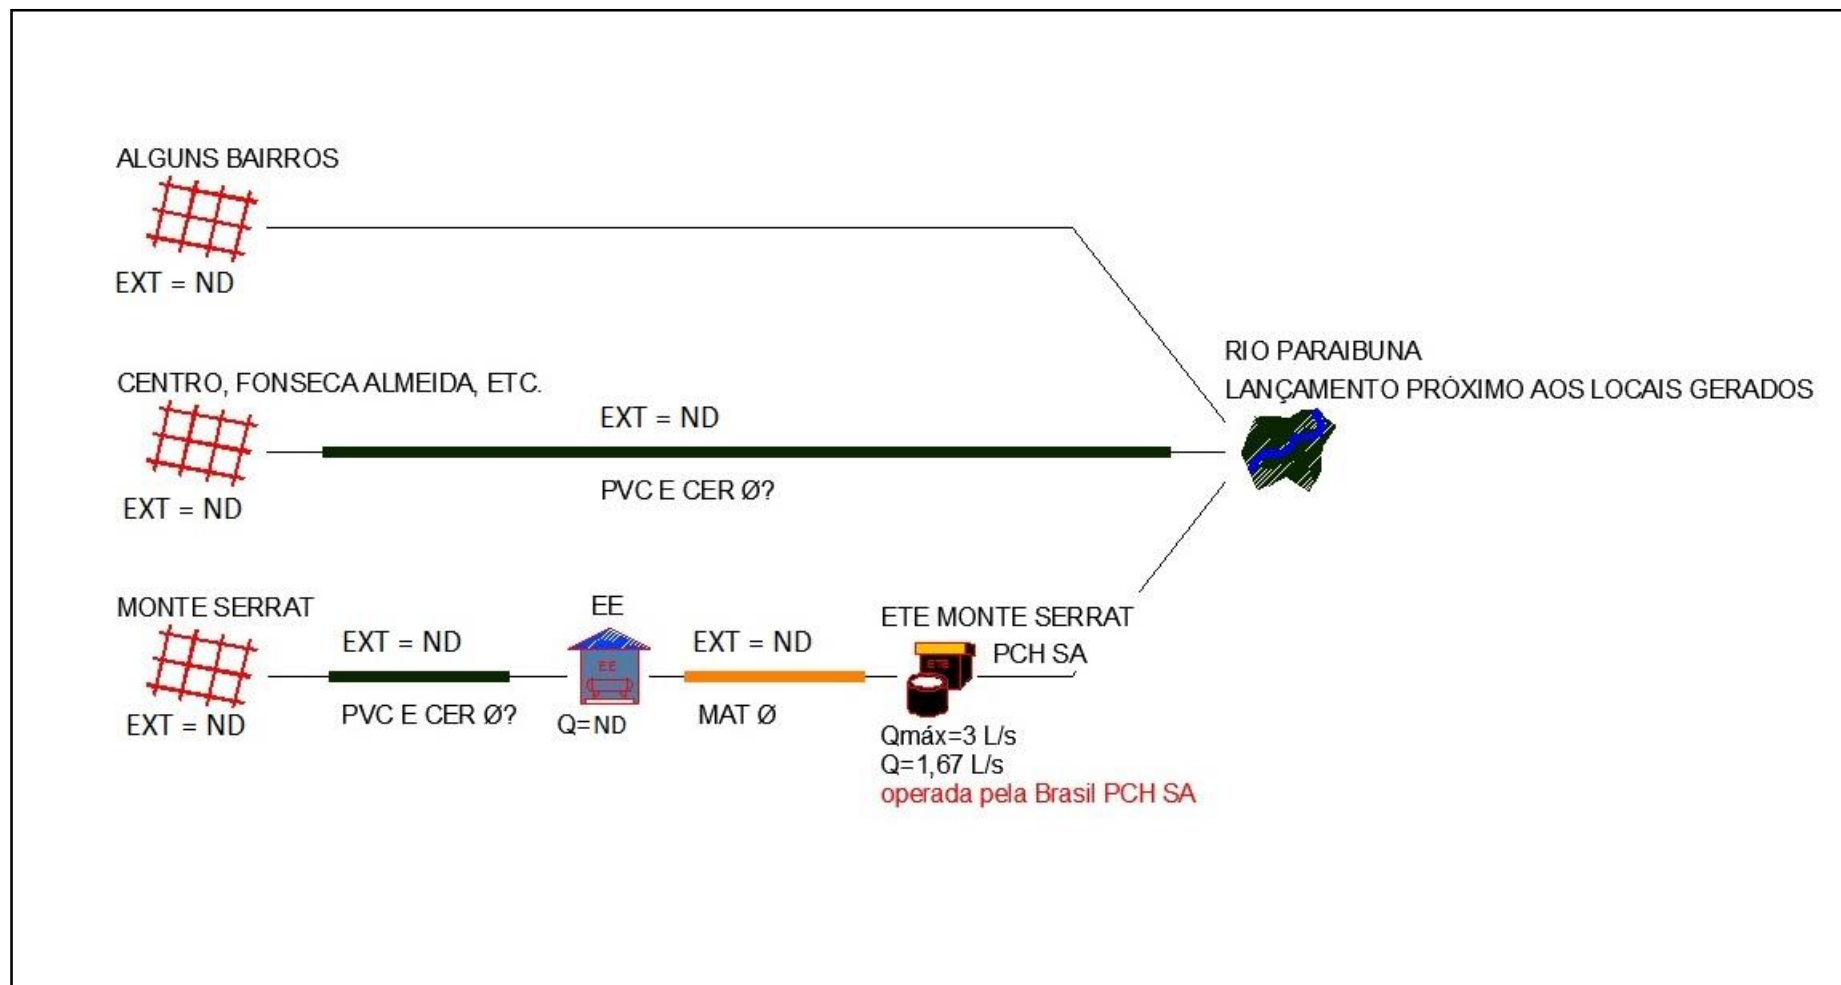 ALGUNS BAIRROS
EXT = ND
RIO PARAIBUNA
LANÇAMENTO PRÓXIMO AOS LOCAIS GERADOS
CENTRO, FONSECA ALMEIDA, ETC.
EXT = ND
PVC E CER Ø?
EXT = ND
MONTE SERRAT
EXT = ND
EXT = ND
PVC E CER Ø?
EE
EE
Q=ND
EXT = ND
MAT Ø
ETE MONTE SERRAT
PCH SA
ETE
Qmáx=3 L/s
Q=1,67 L/s
operada pela Brasil PCH SA